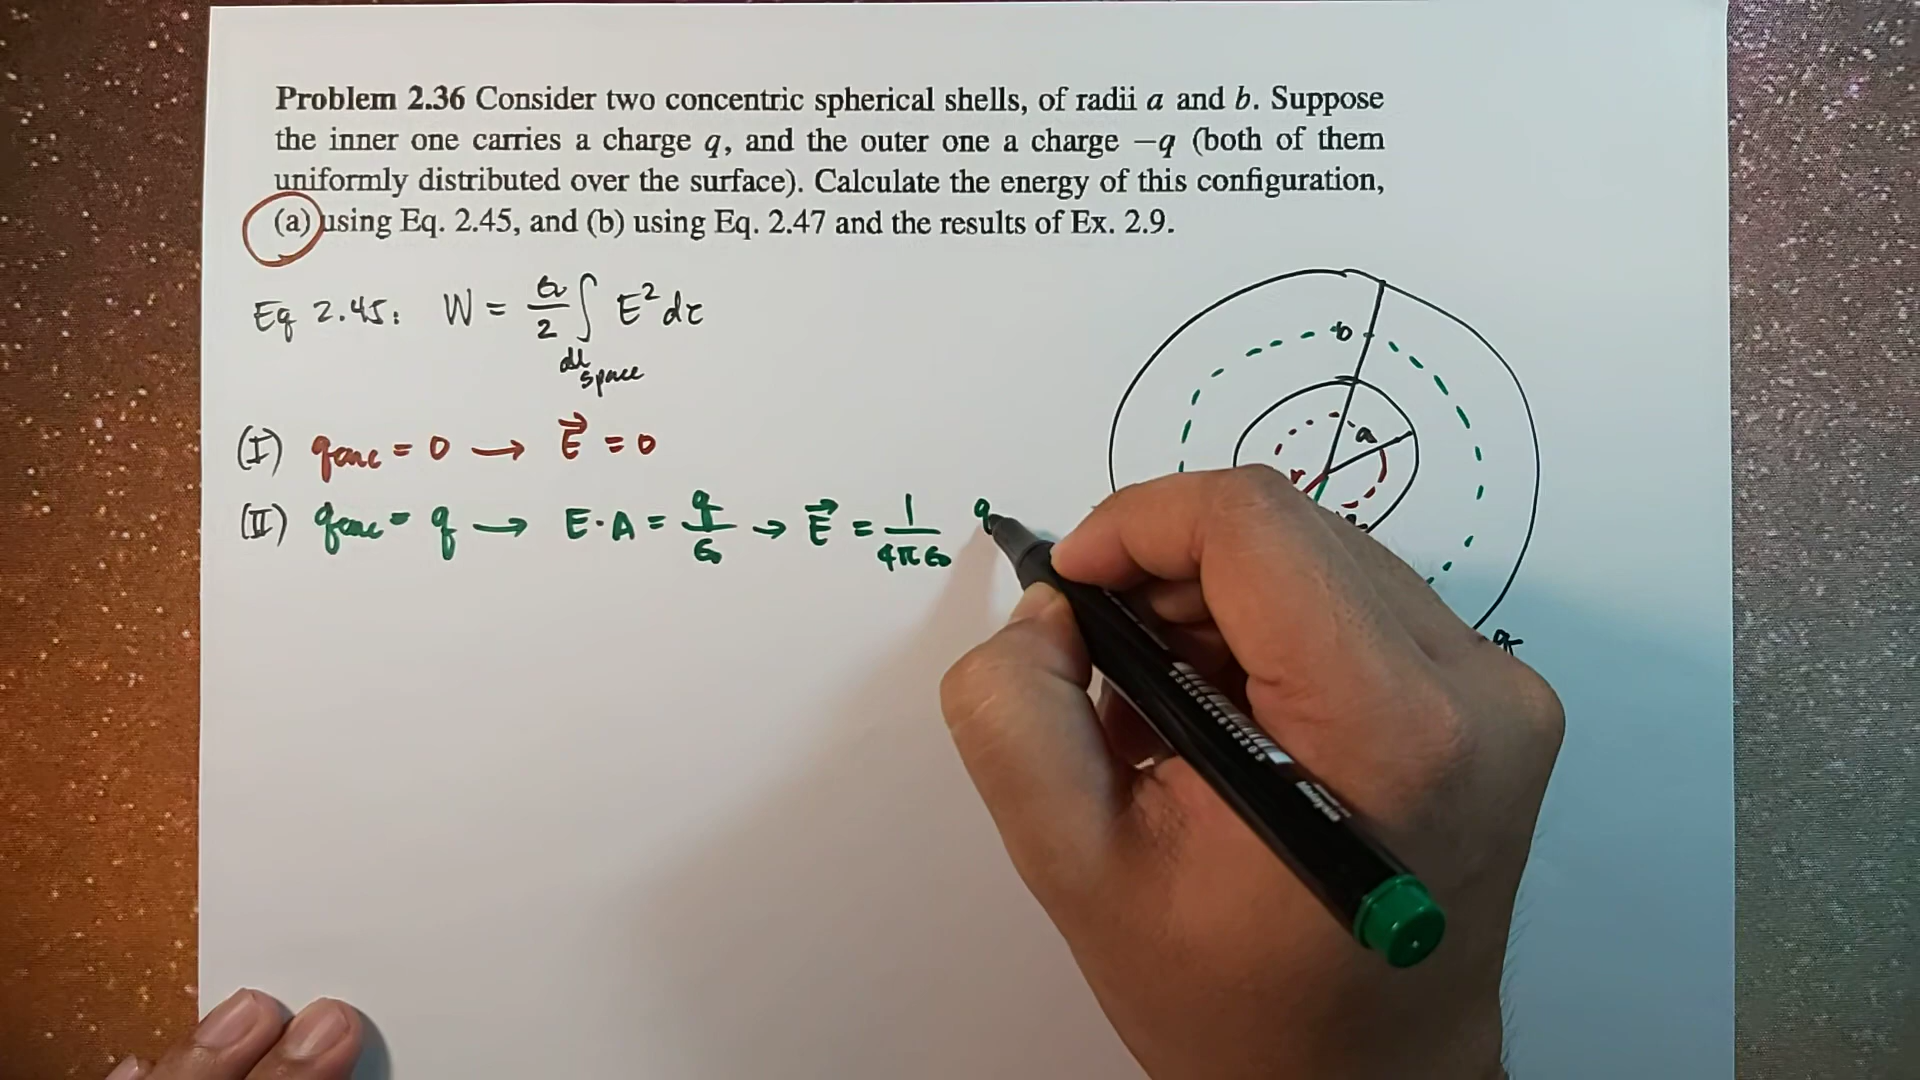 Problem 2.36 Consider two concentric spherical shells, of radii a and b. Suppose
the inner one carries a charge q, and the outer one a charge −q (both of them
uniformly distributed over the surface). Calculate the energy of this configuration,
(a) using Eq. 2.45, and (b) using Eq. 2.47 and the results of Ex. 2.9.
Eq 2.45: W = ε₀/2 ∫ E² dτ
all space
b
a
r
(I) q_enc = 0 → E⃗ = 0
(II) q_enc = q → E·A = q/ε₀ → E⃗ = 1/4πε₀ q